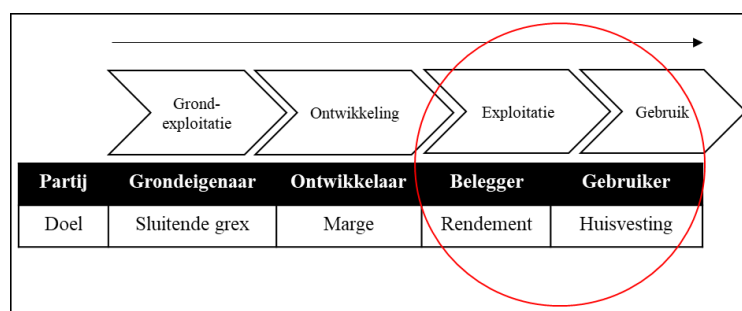 Grond-
exploitatie
Ontwikkeling
Exploitatie
Gebruik
Partij Grondeigenaar Ontwikkelaar Belegger Gebruiker
Doel Sluitende grex Marge Rendement Huisvesting